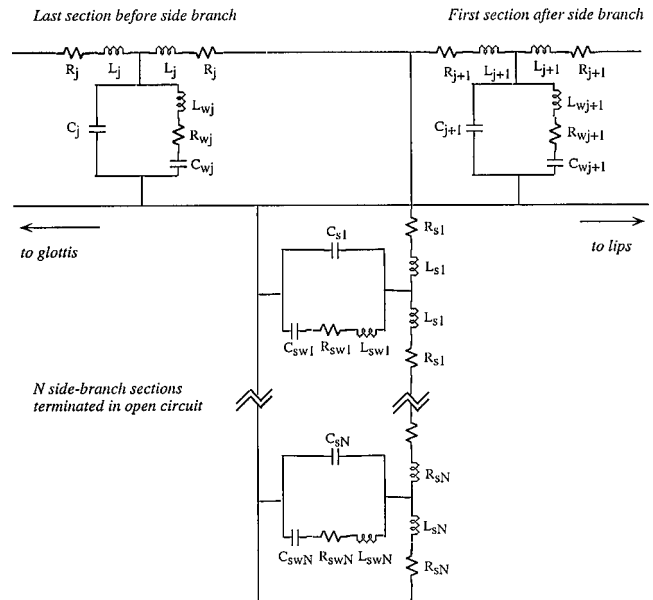 Last section before side branch
First section after side branch
Rj Lj Lj Rj
Rj+1 Lj+1 Lj+1 Rj+1
Cj
Lwj
Rwj
Cwj
Cj+1
Lwj+1
Rwj+1
Cwj+1
to glottis
to lips
Cs1
Csw1 Rsw1 Lsw1
Rs1
Ls1
Ls1
Rs1
N side-branch sections
terminated in open circuit
CsN
CswN RswN LswN
RsN
LsN
RsN